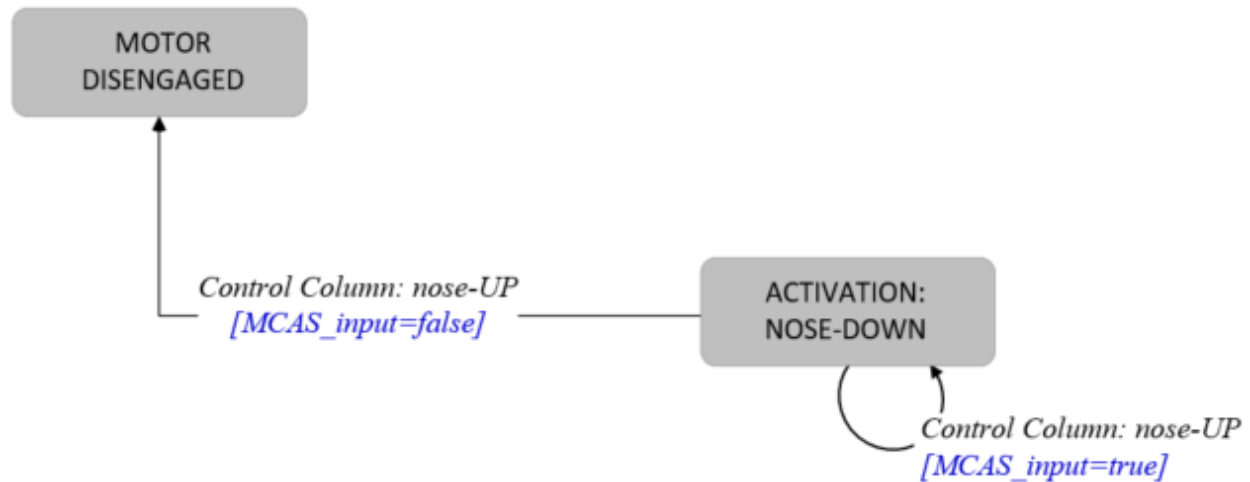 MOTOR
DISENGAGED
Control Column: nose-UP
[MCAS_input=false]
ACTIVATION:
NOSE-DOWN
Control Column: nose-UP
[MCAS_input=true]